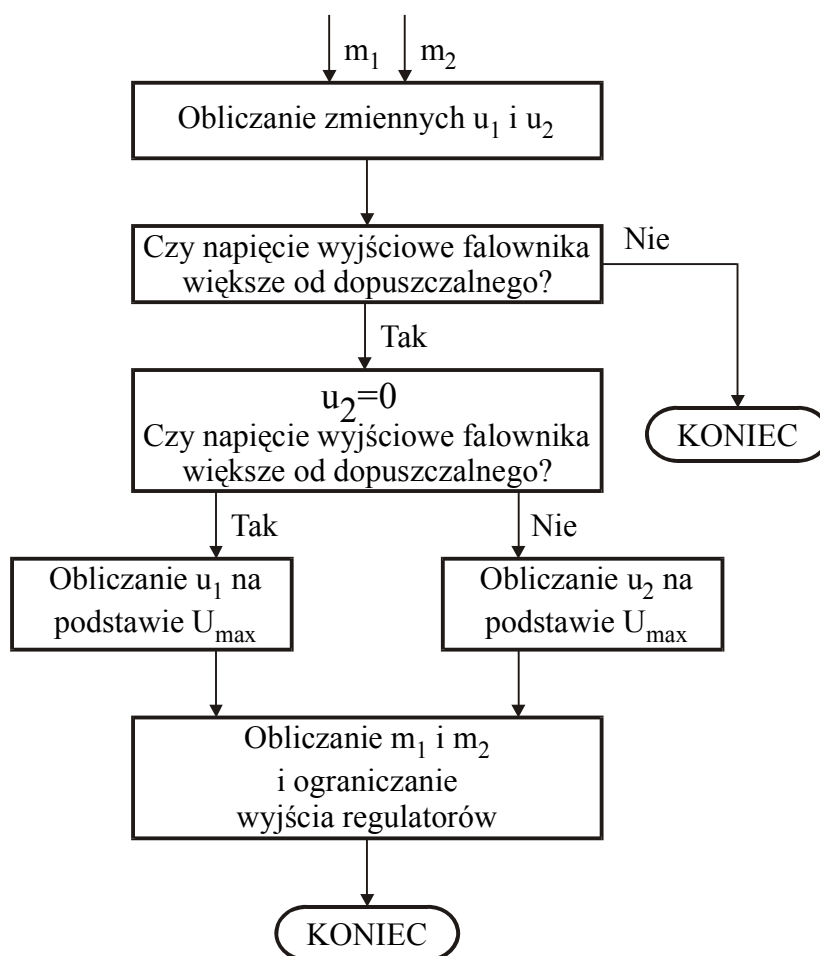 m₁ m₂
Obliczanie zmiennych u₁ i u₂
Czy napięcie wyjściowe falownika
większe od dopuszczalnego?
Nie
Tak
u₂=0
Czy napięcie wyjściowe falownika
większe od dopuszczalnego?
KONIEC
Tak
Nie
Obliczanie u₁ na
podstawie Uₘₐₓ
Obliczanie u₂ na
podstawie Uₘₐₓ
Obliczanie m₁ i m₂
i ograniczanie
wyjścia regulatorów
KONIEC